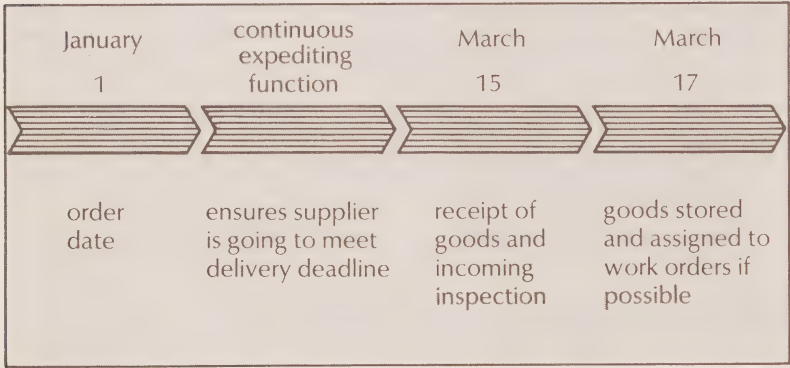 January
1
continuous
expediting
function
March
15
March
17
order
date
ensures supplier
is going to meet
delivery deadline
receipt of
goods and
incoming
inspection
goods stored
and assigned to
work orders if
possible